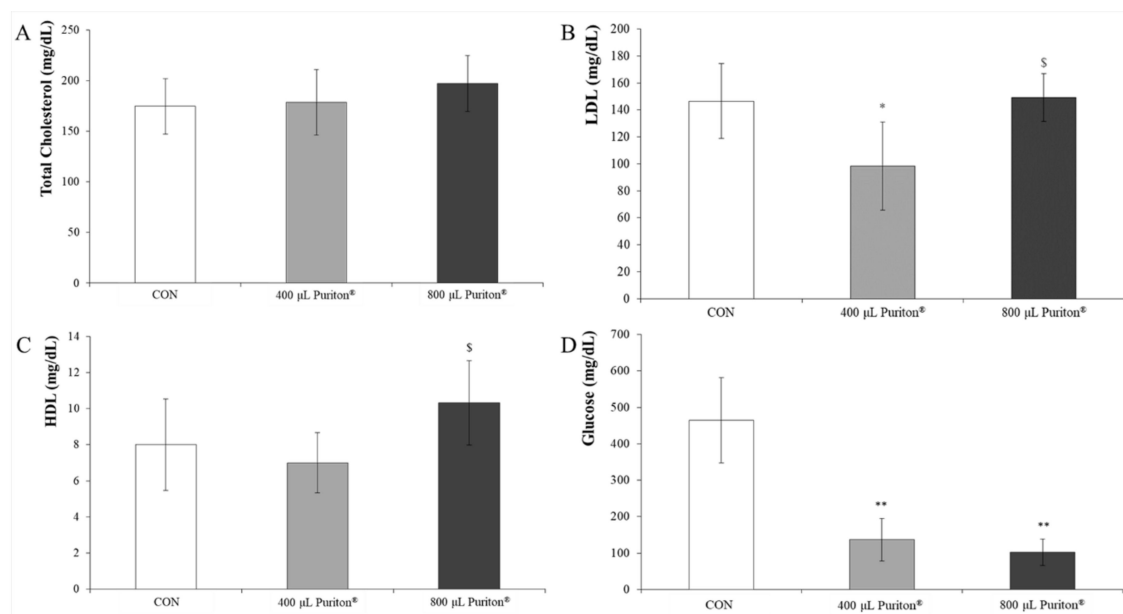 A
Total Cholesterol (mg/dL)
250
200
150
100
50
0
CON
400 μL Puriton®
800 μL Puriton®
B
LDL (mg/dL)
200
180
160
140
120
100
80
60
40
20
0
*
$
CON
400 μL Puriton®
800 μL Puriton®
C
HDL (mg/dL)
14
12
10
8
6
4
2
0
$
CON
400 μL Puriton®
800 μL Puriton®
D
Glucose (mg/dL)
700
600
500
400
300
200
100
0
**
**
CON
400 μL Puriton®
800 μL Puriton®